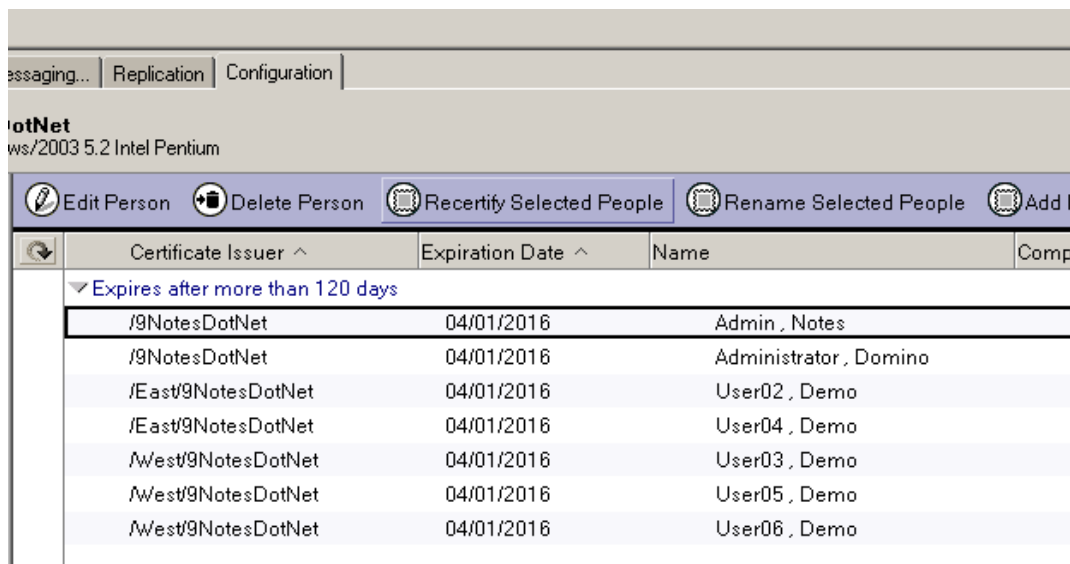 essaging... Replication Configuration
otNet
ws/2003 5.2 Intel Pentium
Edit Person Delete Person Recertify Selected People Rename Selected People Add
Certificate Issuer ^ Expiration Date ^ Name Comp
Expires after more than 120 days
/9NotesDotNet 04/01/2016 Admin , Notes
/9NotesDotNet 04/01/2016 Administrator , Domino
/East/9NotesDotNet 04/01/2016 User02 , Demo
/East/9NotesDotNet 04/01/2016 User04 , Demo
/West/9NotesDotNet 04/01/2016 User03 , Demo
/West/9NotesDotNet 04/01/2016 User05 , Demo
/West/9NotesDotNet 04/01/2016 User06 , Demo